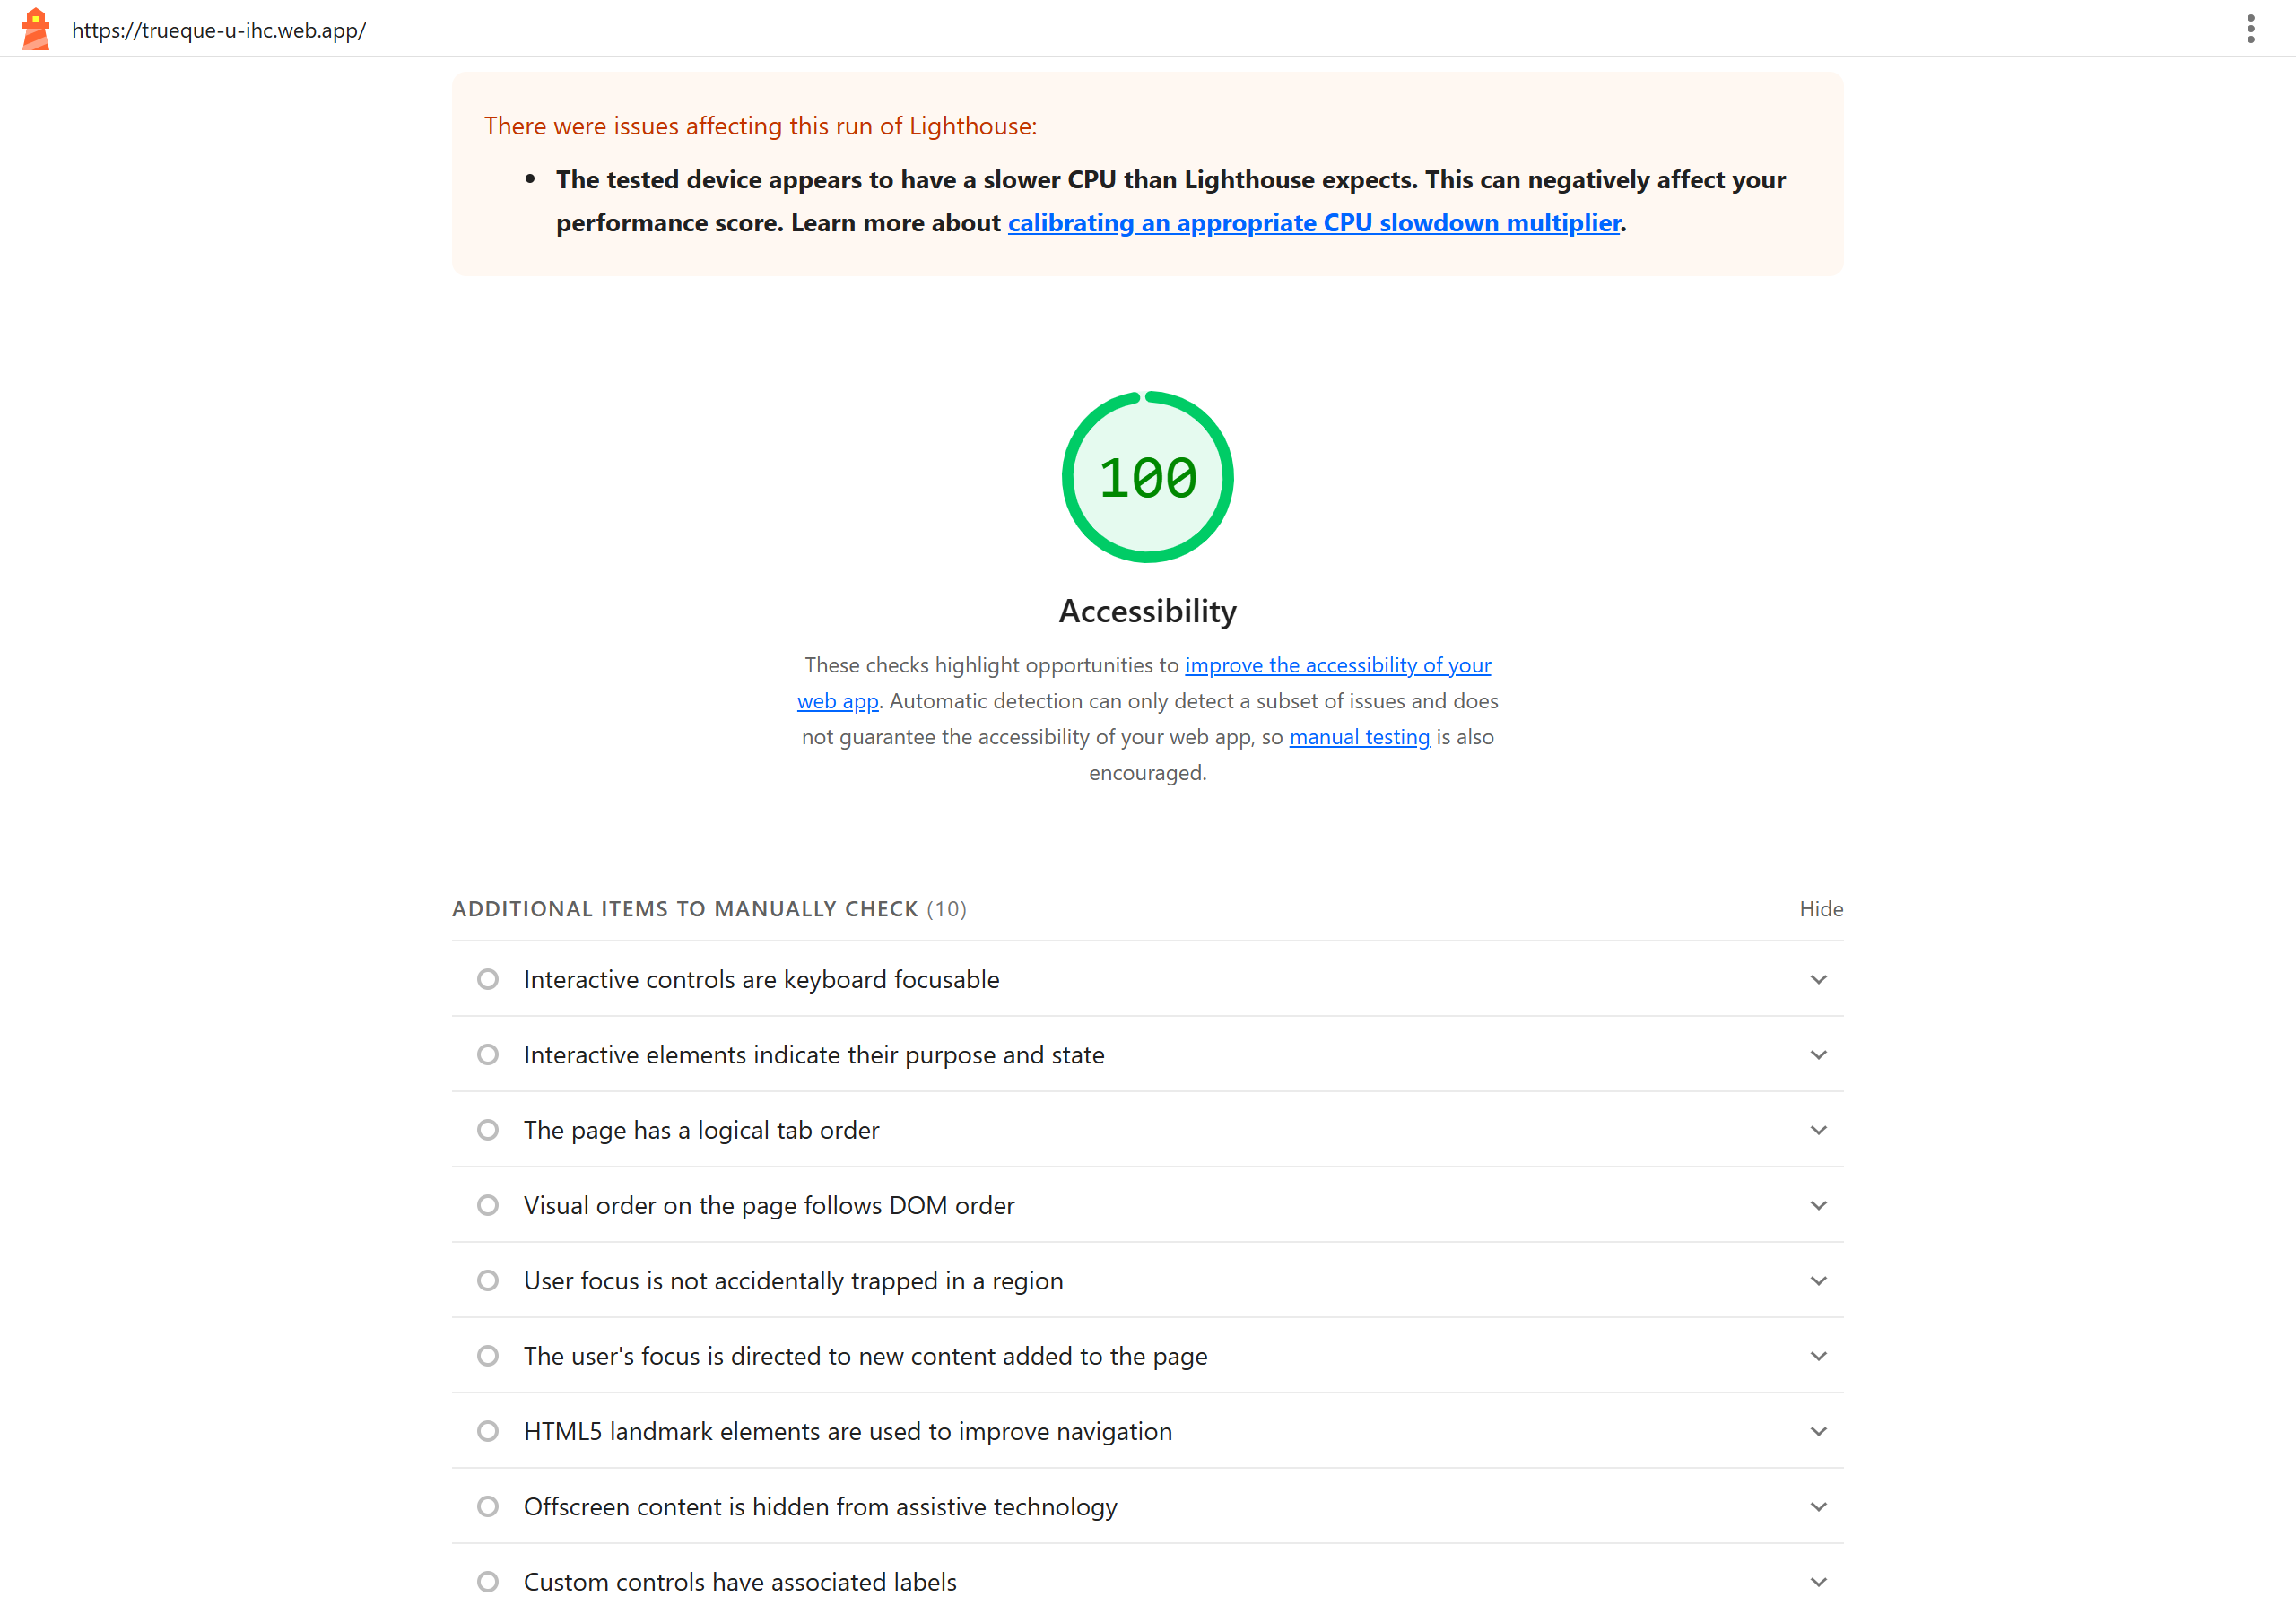 https://trueque-u-ihc.web.app/
There were issues affecting this run of Lighthouse:
• The tested device appears to have a slower CPU than Lighthouse expects. This can negatively affect your
performance score. Learn more about calibrating an appropriate CPU slowdown multiplier.
100
Accessibility
These checks highlight opportunities to improve the accessibility of your
web app. Automatic detection can only detect a subset of issues and does
not guarantee the accessibility of your web app, so manual testing is also
encouraged.
ADDITIONAL ITEMS TO MANUALLY CHECK (10) Hide
Interactive controls are keyboard focusable
Interactive elements indicate their purpose and state
The page has a logical tab order
Visual order on the page follows DOM order
User focus is not accidentally trapped in a region
The user's focus is directed to new content added to the page
HTML5 landmark elements are used to improve navigation
Offscreen content is hidden from assistive technology
Custom controls have associated labels